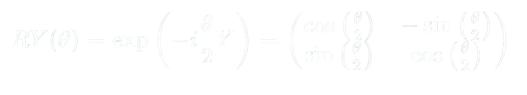 RY(θ) = exp(-i θ/2 Y) = (cos(θ/2) -sin(θ/2)
sin(θ/2) cos(θ/2))